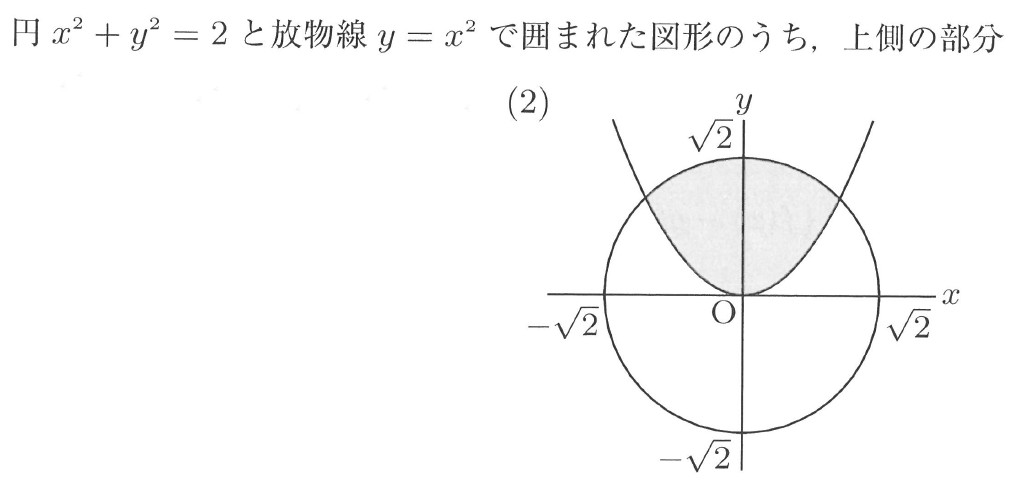 円 x² + y² = 2 と放物線 y = x² で囲まれた図形のうち，上側の部分
(2)
y
√2
O
x
−√2
√2
−√2